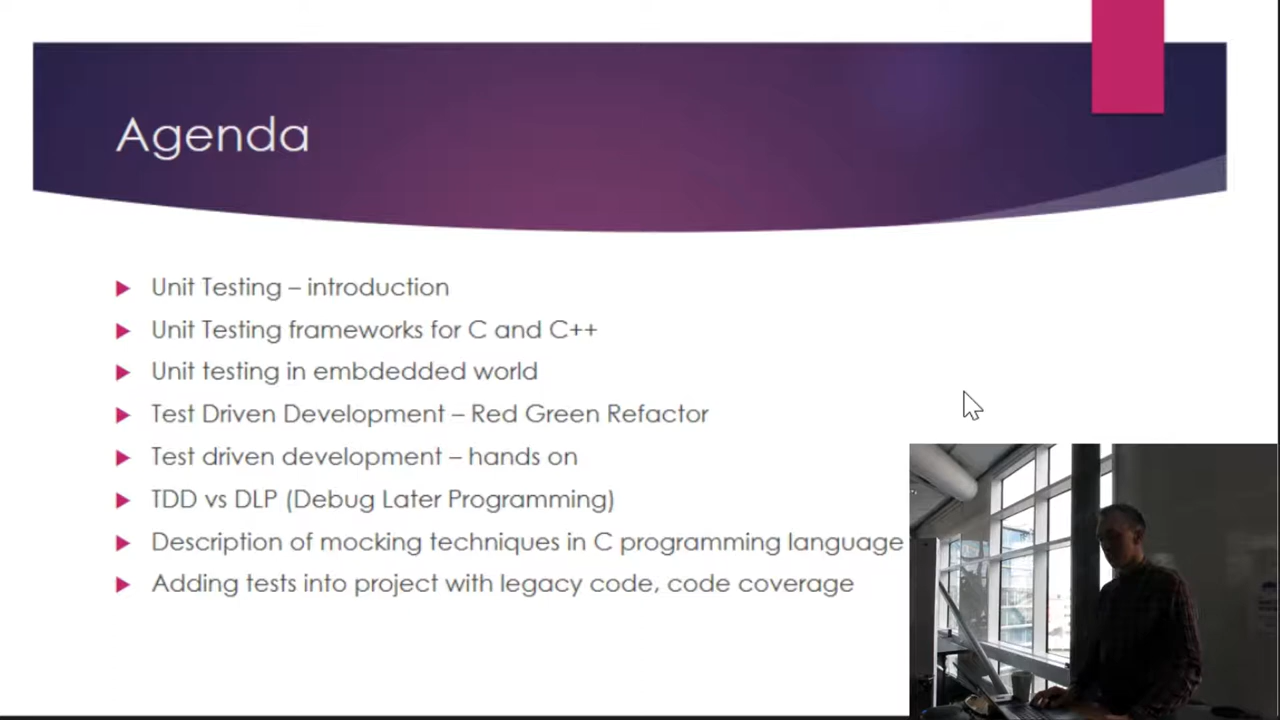 Agenda
Unit Testing – introduction
Unit Testing frameworks for C and C++
Unit testing in embdedded world
Test Driven Development – Red Green Refactor
Test driven development – hands on
TDD vs DLP (Debug Later Programming)
Description of mocking techniques in C programming language
Adding tests into project with legacy code, code coverage